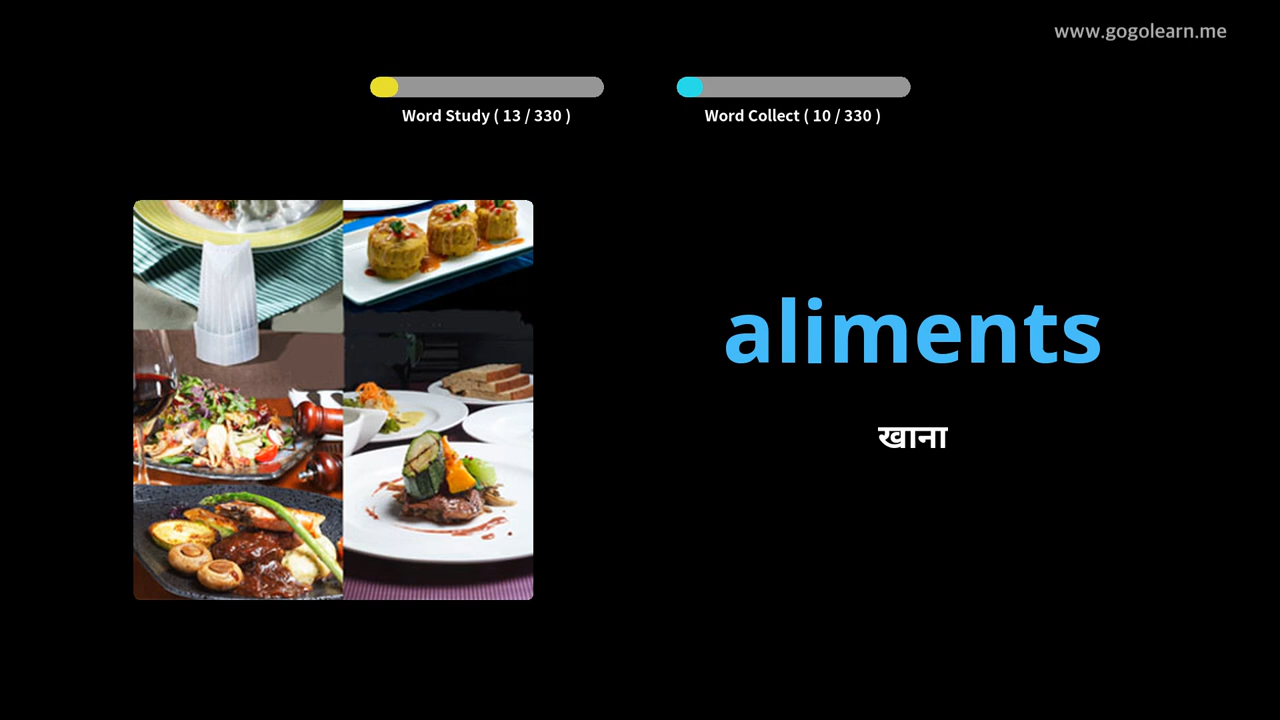 www.gogolearn.me
Word Study ( 13 / 330 )
Word Collect ( 10 / 330 )
aliments
खाना